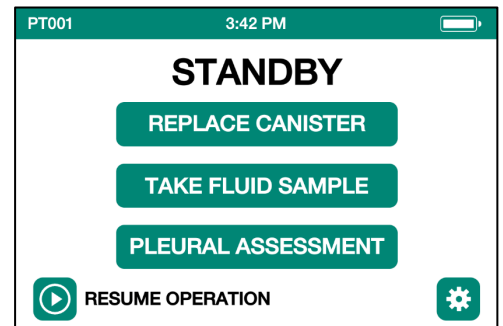 PT001 3:42 PM
STANDBY
REPLACE CANISTER
TAKE FLUID SAMPLE
PLEURAL ASSESSMENT
RESUME OPERATION